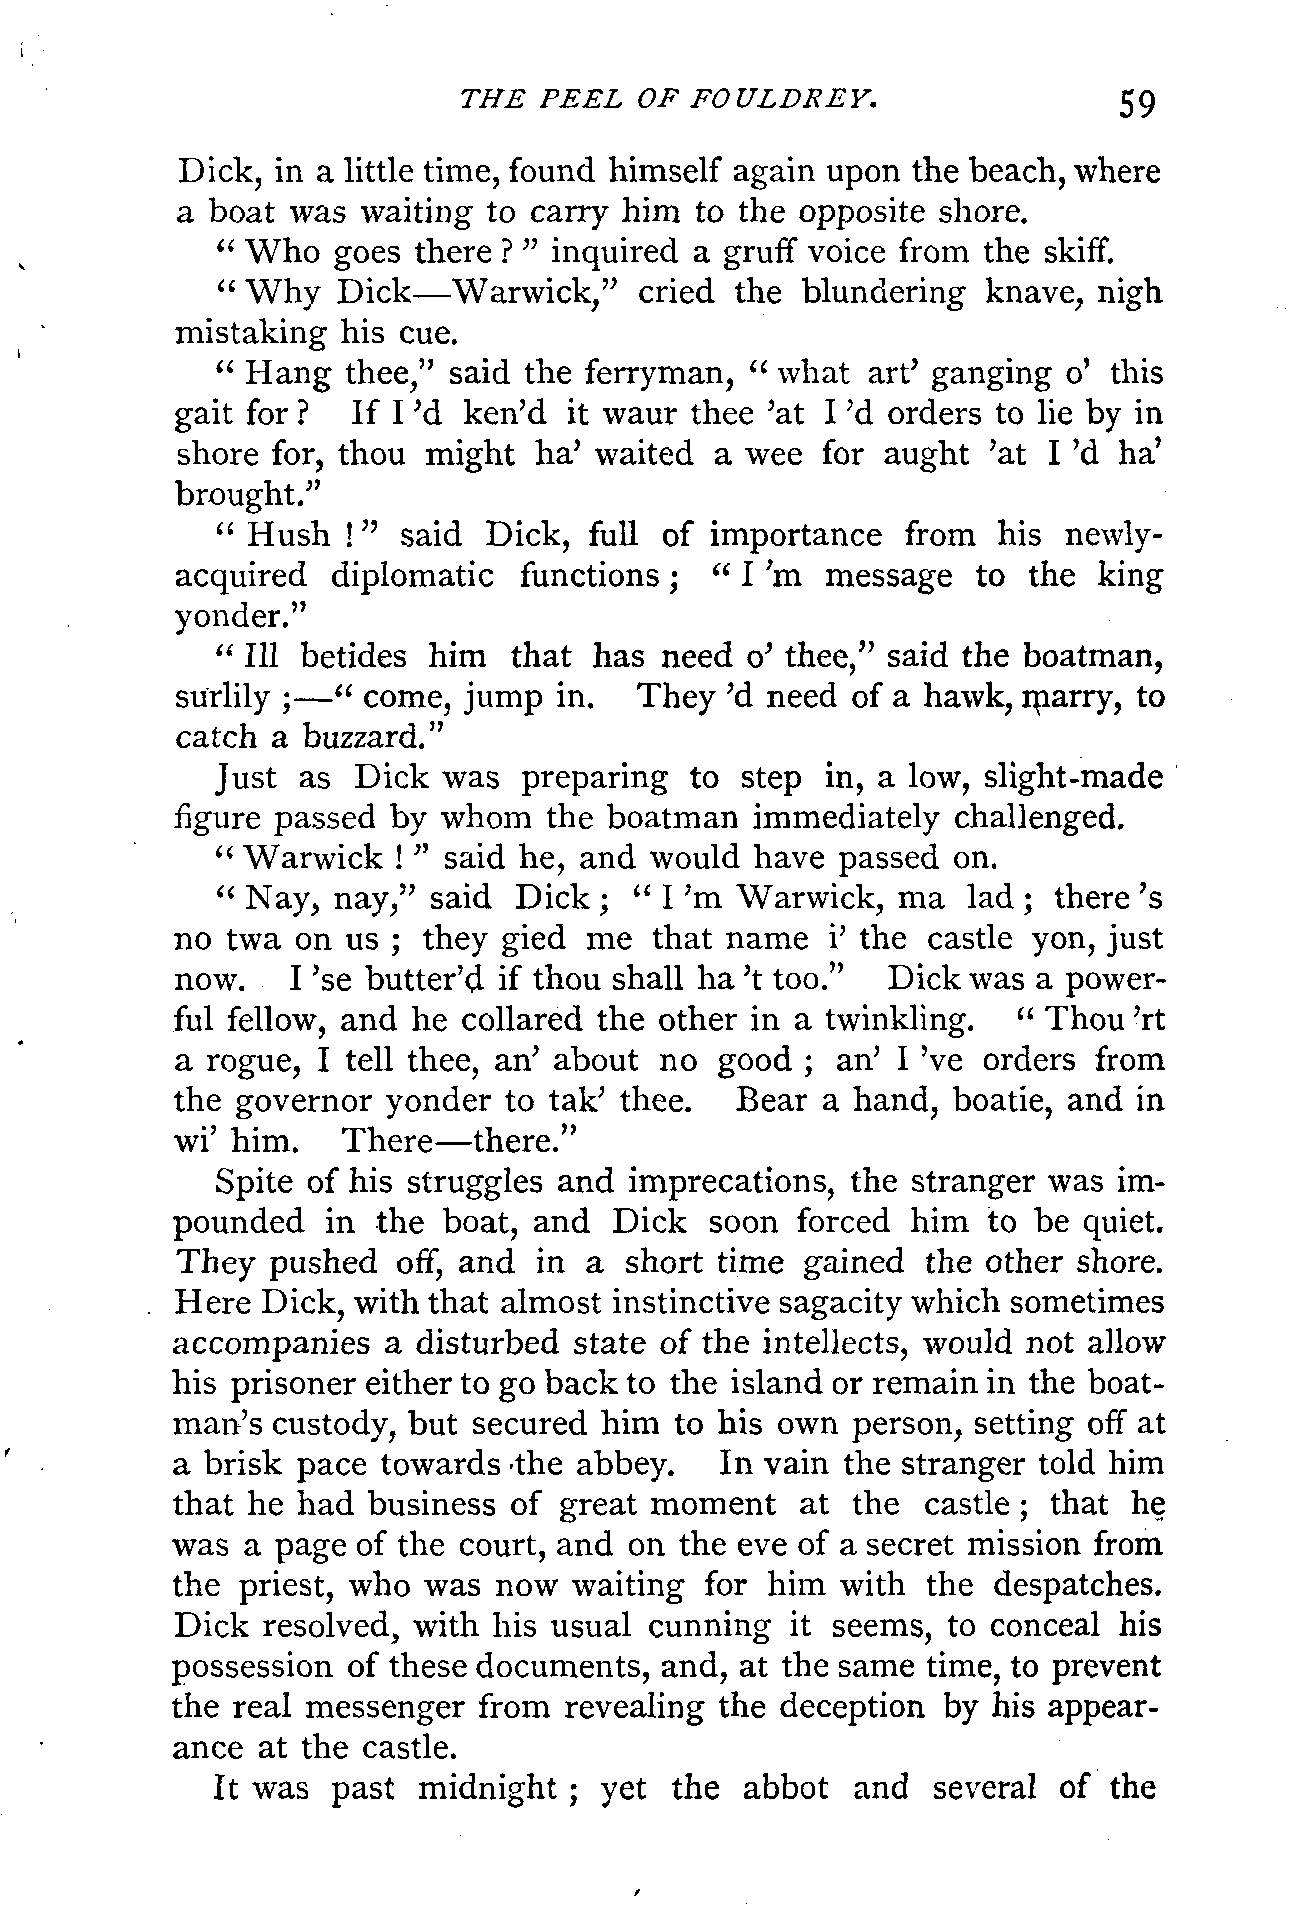 THE PEEL OF FOULDREY. 59
Dick, in a little time, found himself again upon the beach, where
a boat was waiting to carry him to the opposite shore.
“ Who goes there ? ” inquired a gruff voice from the skiff.
“ Why Dick—Warwick,” cried the blundering knave, nigh
mistaking his cue.
“ Hang thee,” said the ferryman, “ what art’ ganging o’ this
gait for ? If I ’d ken’d it waur thee ’at I ’d orders to lie by in
shore for, thou might ha’ waited a wee for aught ’at I ’d ha’
brought.”
“ Hush ! ” said Dick, full of importance from his newly-
acquired diplomatic functions ; “ I ’m message to the king
yonder.”
“ Ill betides him that has need o’ thee,” said the boatman,
surlily ;—“ come, jump in. They ’d need of a hawk, marry, to
catch a buzzard.”
Just as Dick was preparing to step in, a low, slight-made
figure passed by whom the boatman immediately challenged.
“ Warwick ! ” said he, and would have passed on.
“ Nay, nay,” said Dick ; “ I ’m Warwick, ma lad ; there ’s
no twa on us ; they gied me that name i’ the castle yon, just
now. I ’se butter’d if thou shall ha ’t too.” Dick was a power-
ful fellow, and he collared the other in a twinkling. “ Thou ’rt
a rogue, I tell thee, an’ about no good ; an’ I ’ve orders from
the governor yonder to tak’ thee. Bear a hand, boatie, and in
wi’ him. There—there.”
Spite of his struggles and imprecations, the stranger was im-
pounded in the boat, and Dick soon forced him to be quiet.
They pushed off, and in a short time gained the other shore.
Here Dick, with that almost instinctive sagacity which sometimes
accompanies a disturbed state of the intellects, would not allow
his prisoner either to go back to the island or remain in the boat-
man’s custody, but secured him to his own person, setting off at
a brisk pace towards the abbey. In vain the stranger told him
that he had business of great moment at the castle ; that he
was a page of the court, and on the eve of a secret mission from
the priest, who was now waiting for him with the despatches.
Dick resolved, with his usual cunning it seems, to conceal his
possession of these documents, and, at the same time, to prevent
the real messenger from revealing the deception by his appear-
ance at the castle.
It was past midnight ; yet the abbot and several of the